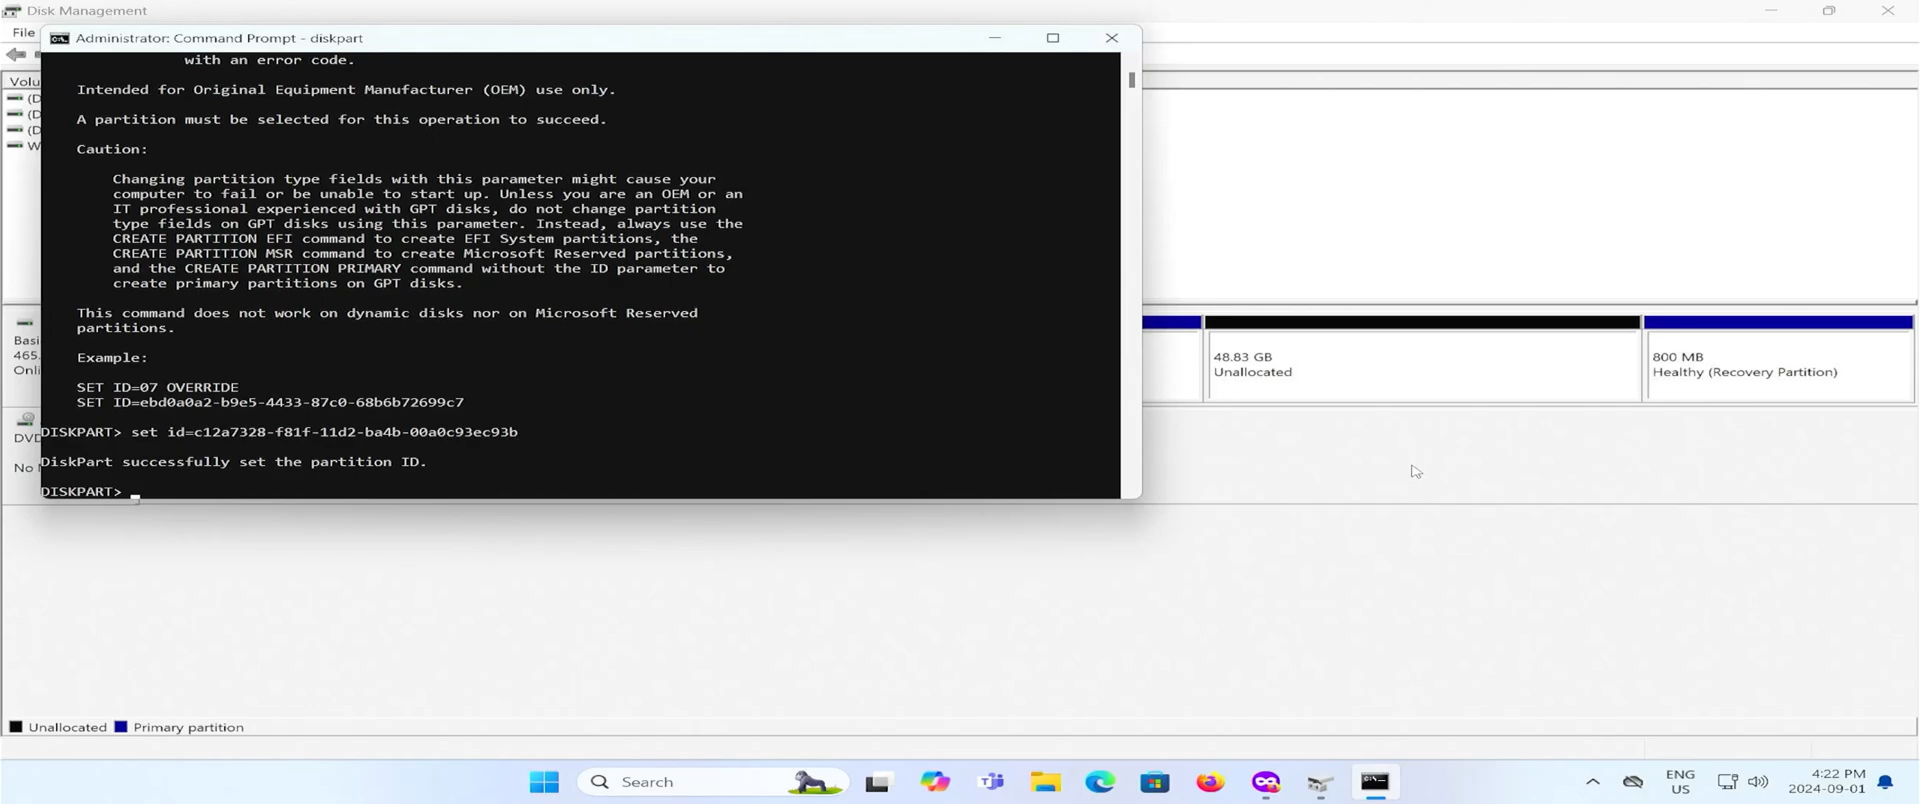 Disk Management
File
Administrator: Command Prompt - diskpart
Volu
(D
(D
(D
W
with an error code.
Intended for Original Equipment Manufacturer (OEM) use only.
A partition must be selected for this operation to succeed.
Caution:
Changing partition type fields with this parameter might cause your
computer to fail or be unable to start up. Unless you are an OEM or an
IT professional experienced with GPT disks, do not change partition
type fields on GPT disks using this parameter. Instead, always use the
CREATE PARTITION EFI command to create EFI System partitions, the
CREATE PARTITION MSR command to create Microsoft Reserved partitions,
and the CREATE PARTITION PRIMARY command without the ID parameter to
create primary partitions on GPT disks.
This command does not work on dynamic disks nor on Microsoft Reserved
partitions.
Example:
SET ID=07 OVERRIDE
SET ID=ebd0a0a2-b9e5-4433-87c0-68b6b72699c7
DISKPART> set id=c12a7328-f81f-11d2-ba4b-00a0c93ec93b
DiskPart successfully set the partition ID.
DISKPART>
Basi
465.
Onli
48.83 GB
Unallocated
800 MB
Healthy (Recovery Partition)
DVD
No M
Unallocated
Primary partition
Search
ENG
US
4:22 PM
2024-09-01